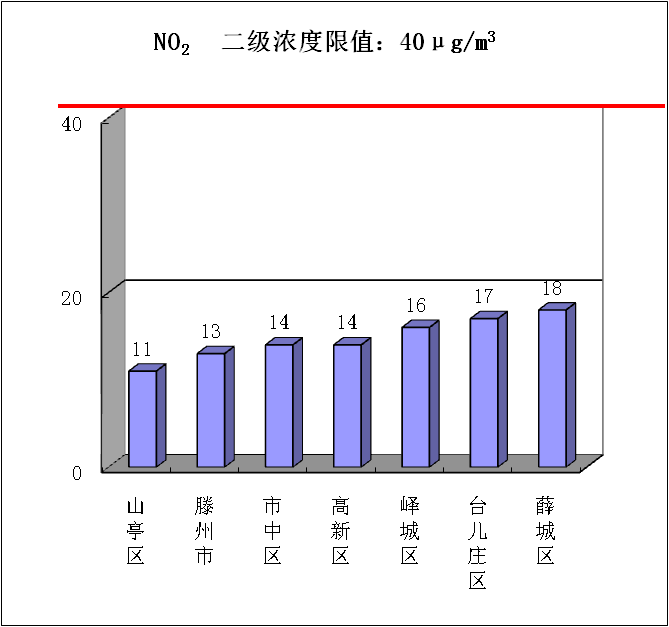 NO₂ 二级浓度限值：40μg/m³
40
20
0
11
13
14
14
16
17
18
山亭区
滕州市
市中区
高新区
峄城区
台儿庄区
薛城区